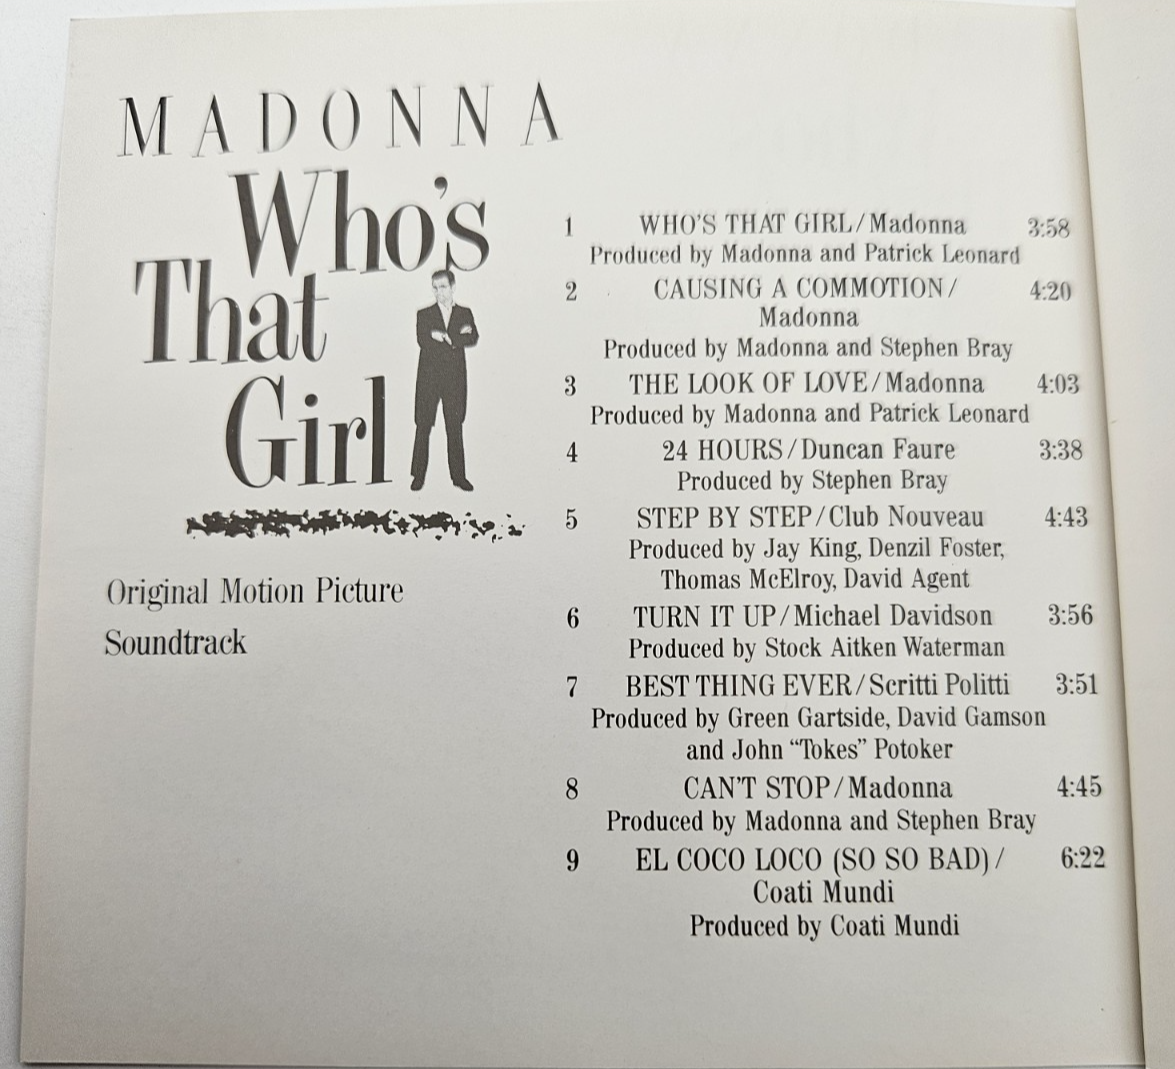 MADONNA
Who's
That
Girl
Original Motion Picture
Soundtrack
1 WHO'S THAT GIRL/Madonna 3:58
Produced by Madonna and Patrick Leonard
2 CAUSING A COMMOTION/ 4:20
Madonna
Produced by Madonna and Stephen Bray
3 THE LOOK OF LOVE/Madonna 4:03
Produced by Madonna and Patrick Leonard
4 24 HOURS/Duncan Faure 3:38
Produced by Stephen Bray
5 STEP BY STEP/Club Nouveau 4:43
Produced by Jay King, Denzil Foster,
Thomas McElroy, David Agent
6 TURN IT UP/Michael Davidson 3:56
Produced by Stock Aitken Waterman
7 BEST THING EVER/Scritti Politti 3:51
Produced by Green Gartside, David Gamson
and John “Tokes” Potoker
8 CAN'T STOP/Madonna 4:45
Produced by Madonna and Stephen Bray
9 EL COCO LOCO (SO SO BAD)/ 6:22
Coati Mundi
Produced by Coati Mundi